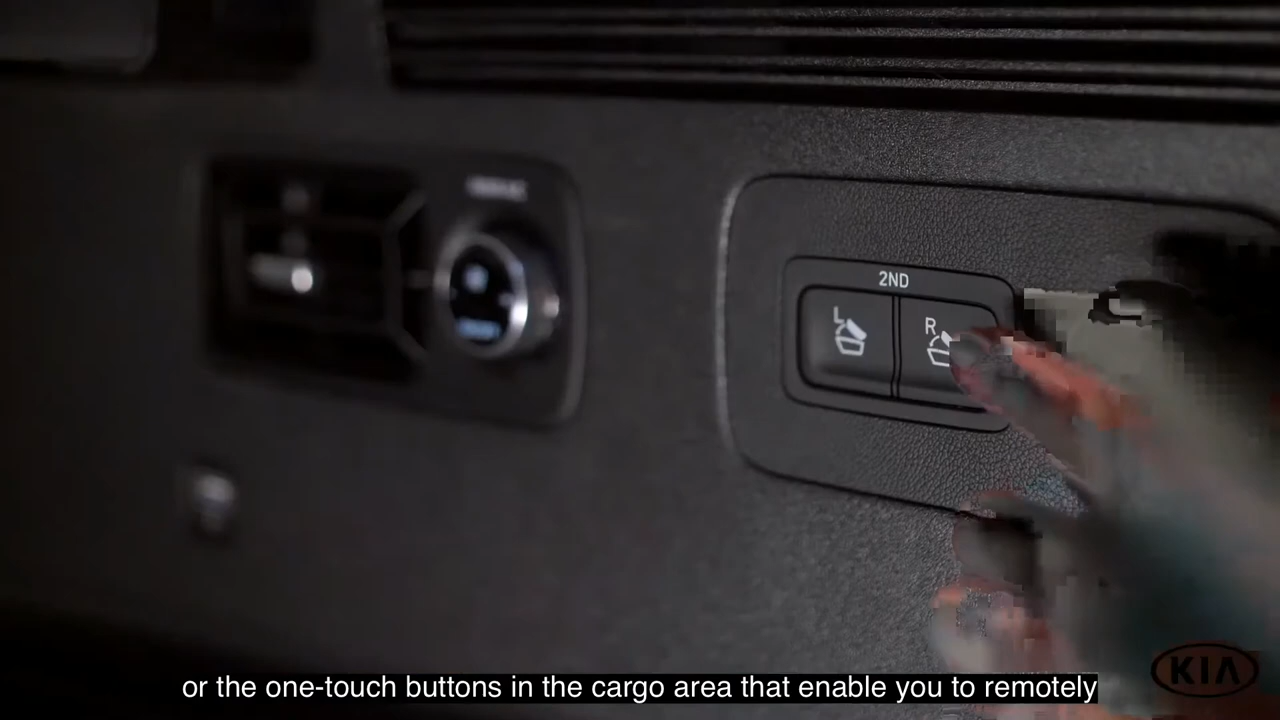 2ND
L
R
KIA
or the one-touch buttons in the cargo area that enable you to remotely